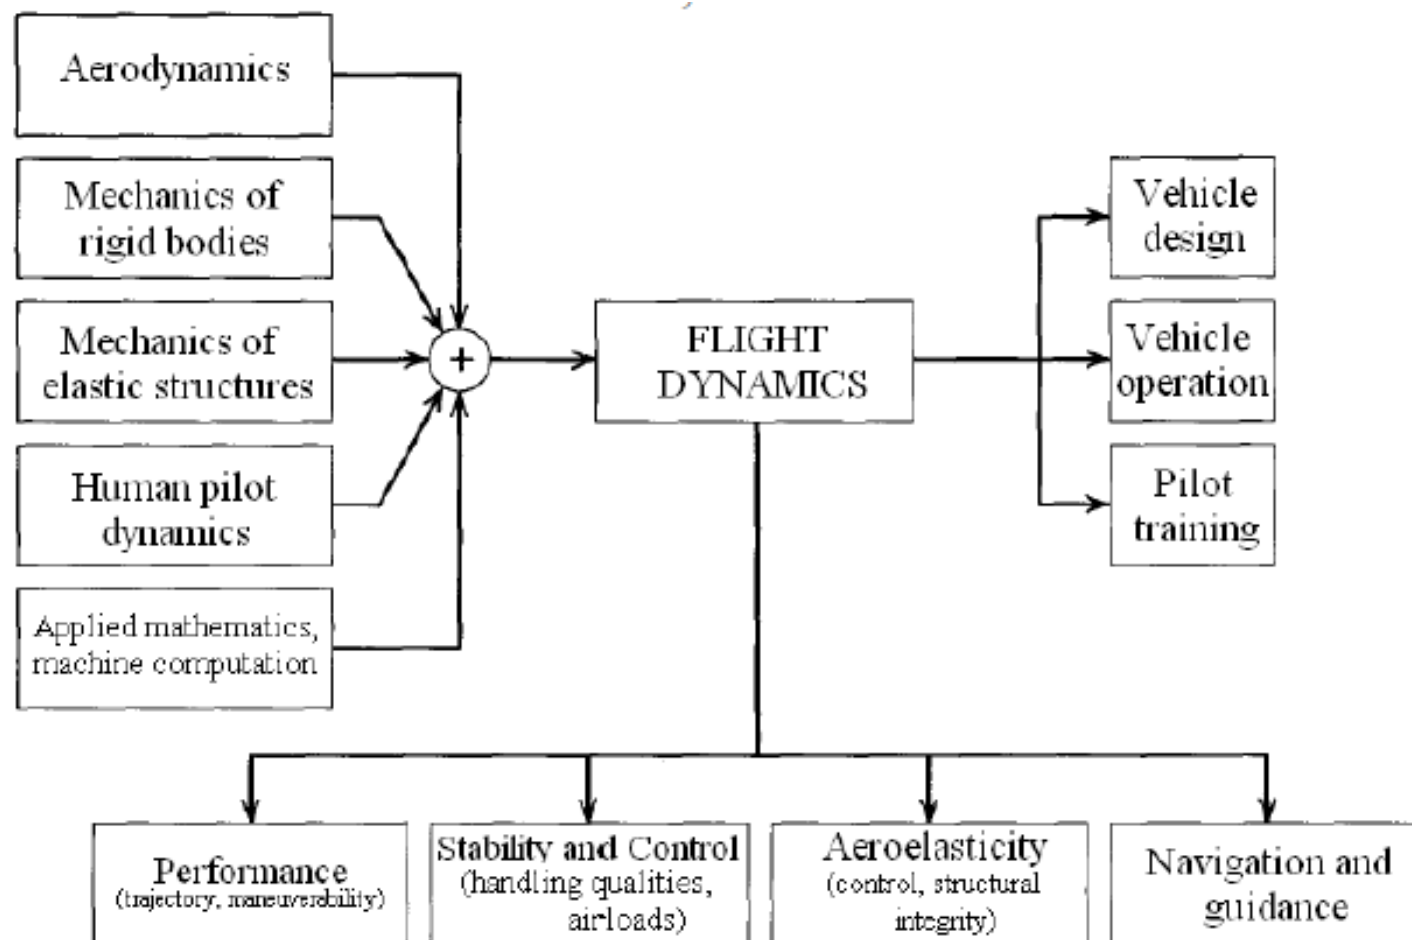 Aerodynamics
Mechanics of
rigid bodies
Mechanics of
elastic structures
Human pilot
dynamics
Applied mathematics,
machine computation
+
FLIGHT
DYNAMICS
Vehicle
design
Vehicle
operation
Pilot
training
Performance
(trajectory, maneuverability)
Stability and Control
(handling qualities,
airloads)
Aeroelasticity
(control, structural
integrity)
Navigation and
guidance